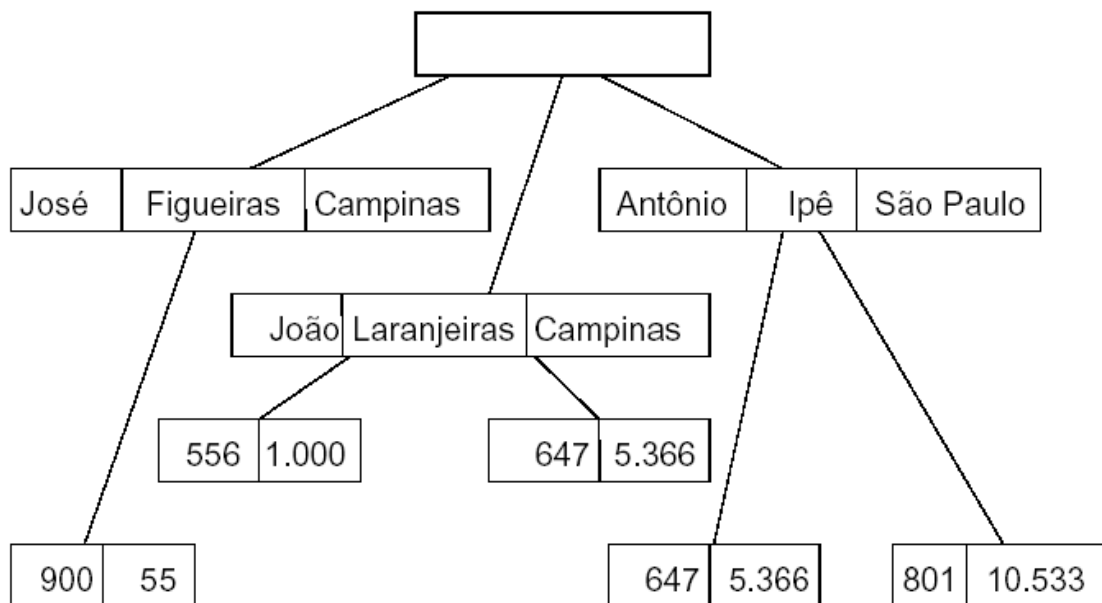 José Figueiras Campinas
Antônio Ipê São Paulo
João Laranjeiras Campinas
556 1.000
647 5.366
900 55
647 5.366
801 10.533